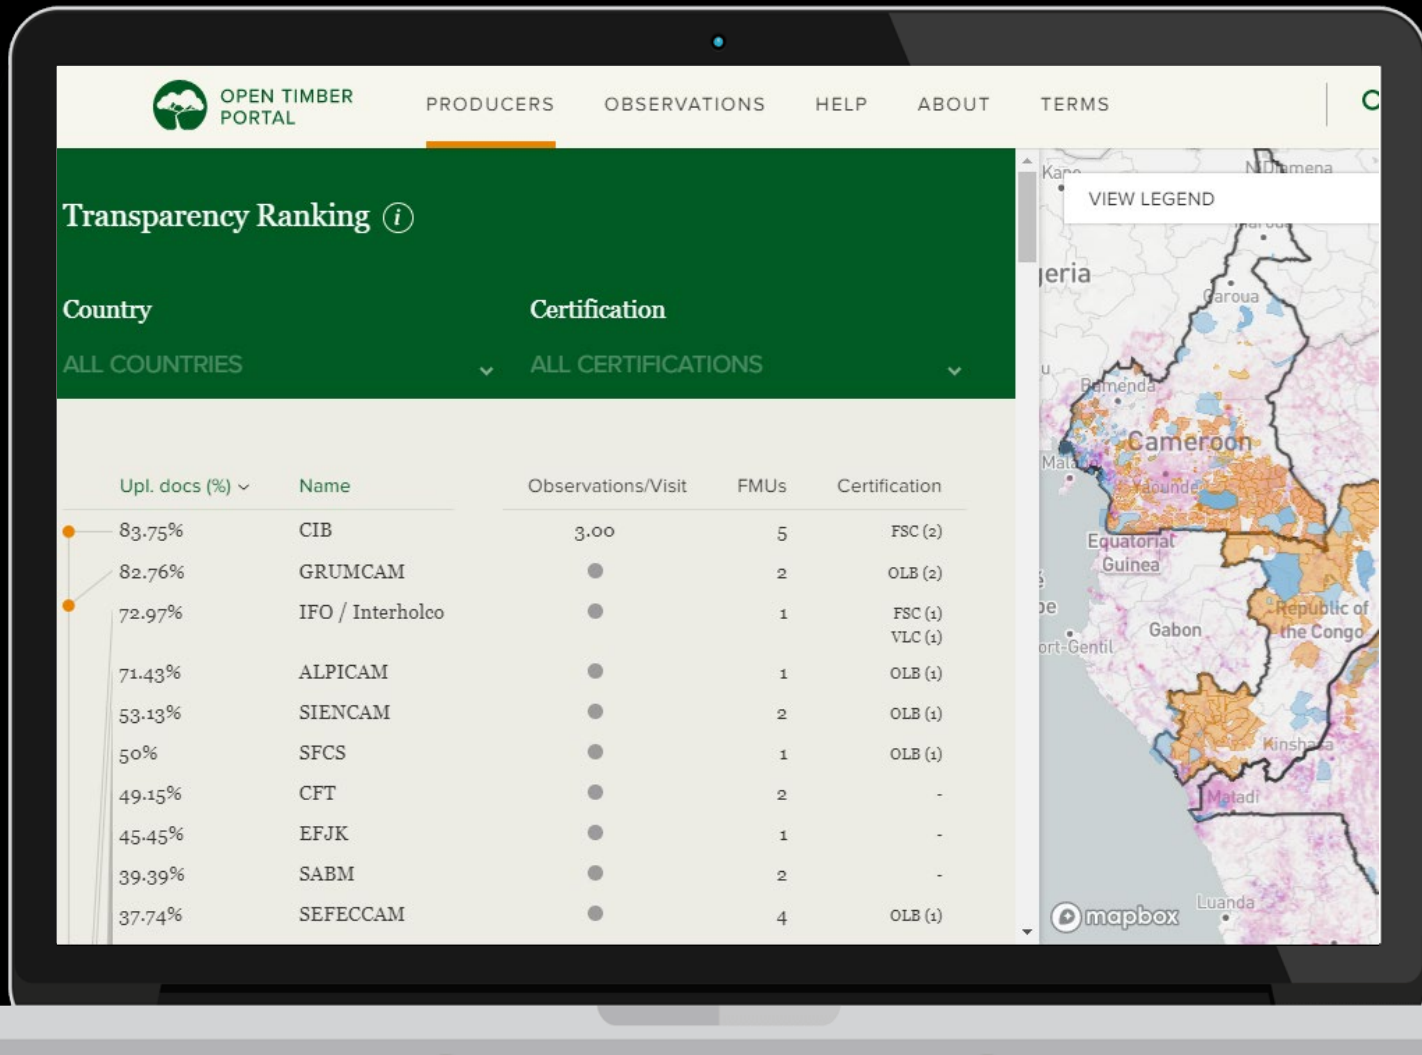 OPEN TIMBER
PORTAL
PRODUCERS
OBSERVATIONS
HELP
ABOUT
TERMS
Transparency Ranking i
Country
Certification
ALL COUNTRIES
ALL CERTIFICATIONS
Upl. docs (%) Name Observations/Visit FMUs Certification
83.75% CIB 3.00 5 FSC (2)
82.76% GRUMCAM 2 OLB (2)
72.97% IFO / Interholco 1 FSC (1)
VLC (1)
71.43% ALPICAM 1 OLB (1)
53.13% SIENCAM 2 OLB (1)
50% SFCS 1 OLB (1)
49.15% CFT 2 -
45.45% EFJK 1 -
39.39% SABM 2 -
37.74% SEFECCAM 4 OLB (1)
VIEW LEGEND
N'Djamena
geria
Garoua
Bamenda
Cameroon
Yaounde
Equatorial
Guinea
Gabon
Republic of
the Congo
ort-Gentil
Kinshasa
Matadi
Luanda
mapbox